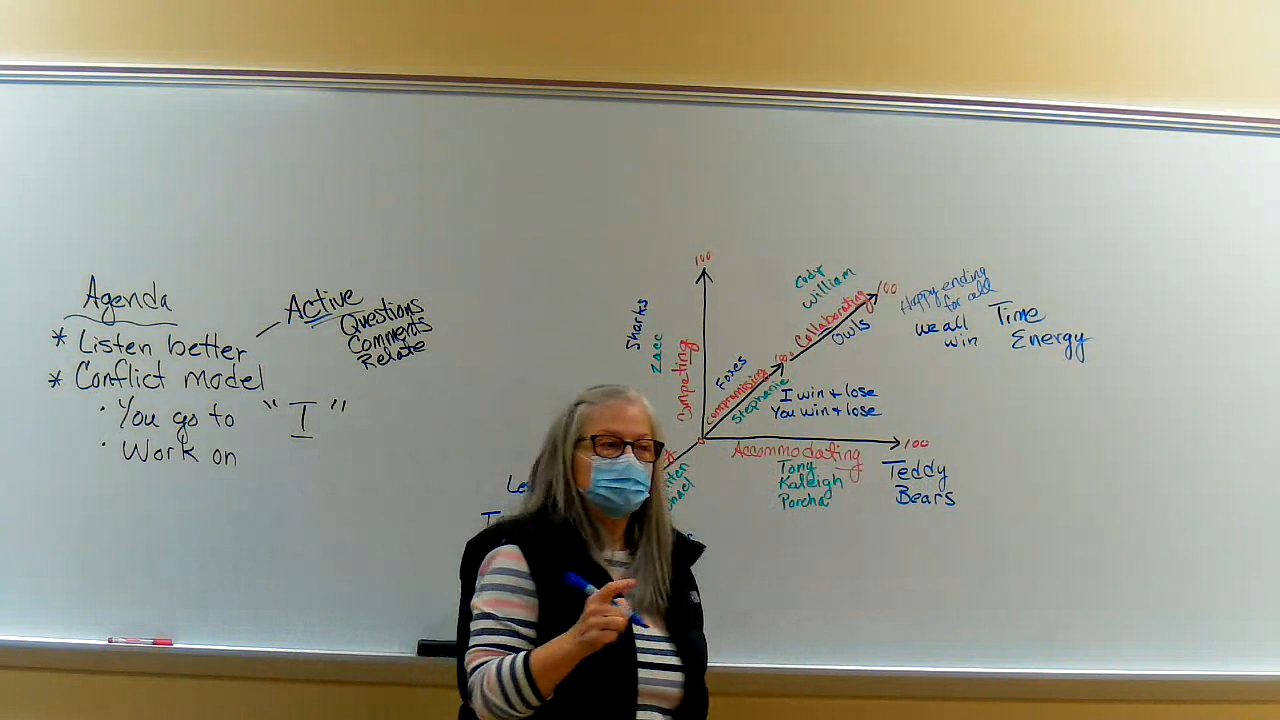 Agenda
* Listen better
* Conflict model
· You go to "I"
· Work on
Active
Questions
Comments
Relate
100
Sharks
Zacc
Competing
Foxes
Compromising
Stephanie
Cody
William
Collaborating
Owls
100
Happy ending
for all
we all
win
Time
Energy
I win + lose
You win + lose
100
Accommodating
Tony
Kaleigh
Porcha
Teddy
Bears